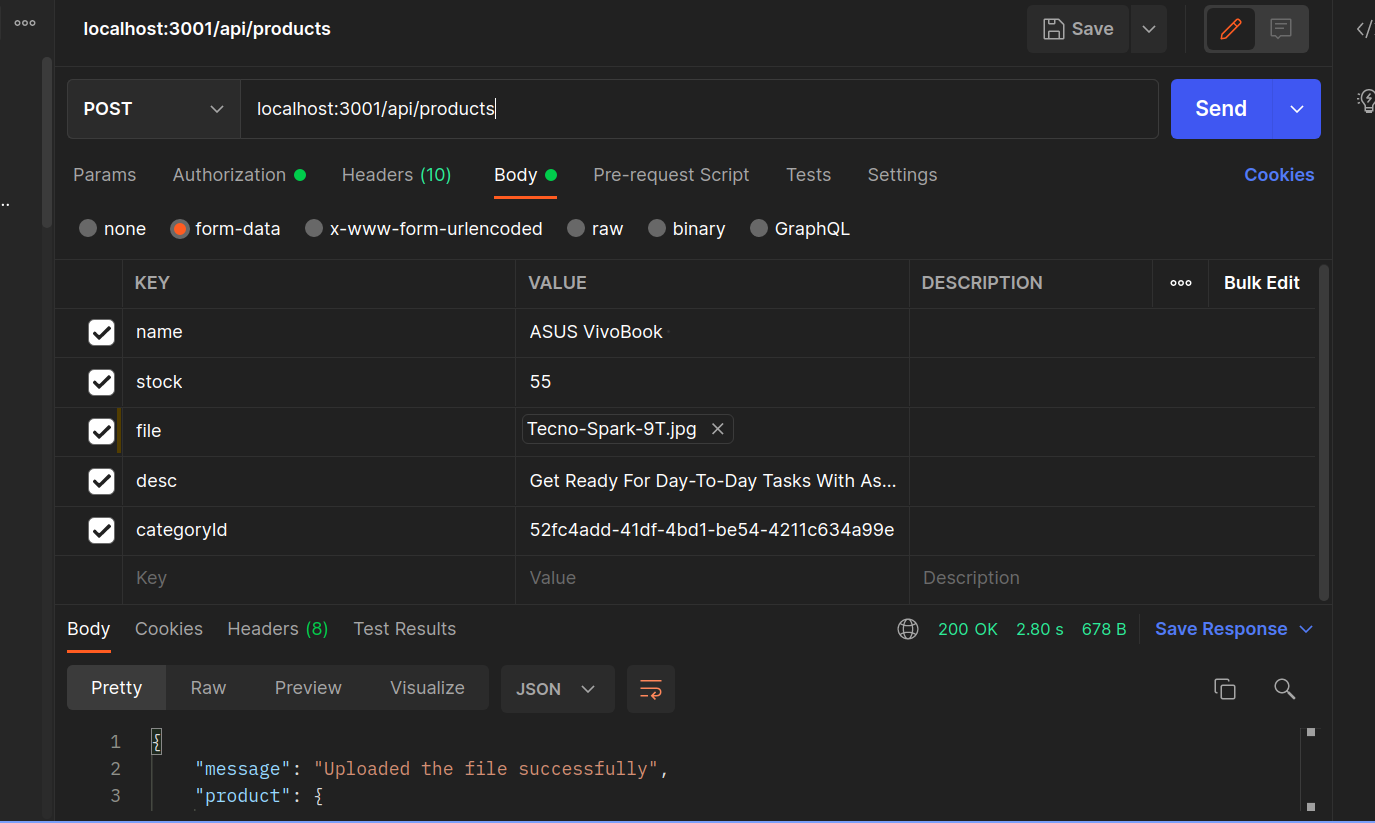 localhost:3001/api/products
Save
POST
localhost:3001/api/products
Send
Params Authorization Headers (10) Body Pre-request Script Tests Settings Cookies
none form-data x-www-form-urlencoded raw binary GraphQL
KEY VALUE DESCRIPTION Bulk Edit
name ASUS VivoBook
stock 55
file Tecno-Spark-9T.jpg
desc Get Ready For Day-To-Day Tasks With As...
categoryId 52fc4add-41df-4bd1-be54-4211c634a99e
Key Value Description
Body Cookies Headers (8) Test Results 200 OK 2.80 s 678 B Save Response
Pretty Raw Preview Visualize JSON
1 {
2 "message": "Uploaded the file successfully",
3 "product": {